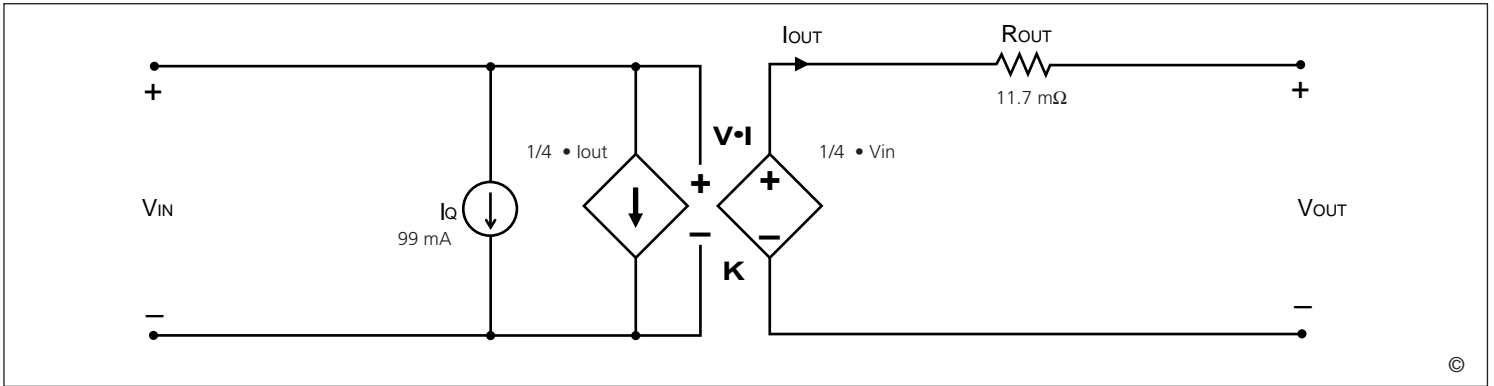 IOUT
ROUT
+
+
11.7 mΩ
V•I
1/4 • Iout
1/4 • Vin
+
+
VIN
IQ
VOUT
99 mA
−
−
K
−
−
©